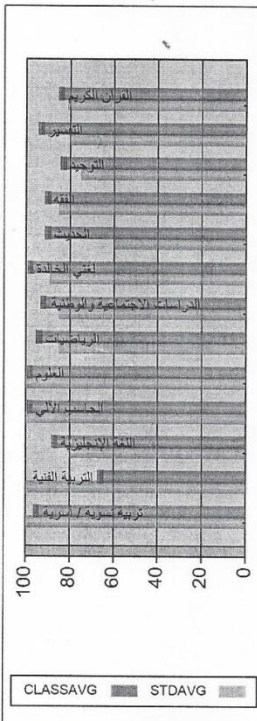 القرآن الكريم
التفسير
التوحيد
الفقه
الحديث
لغتي الخالدة
الدراسات الاجتماعية والوطنية
الرياضيات
العلوم
الحاسب الآلي
اللغة الإنجليزية
التربية الفنية
تربية نسوية / أسرية
100
80
60
40
20
0
CLASSAVG
STDAVG